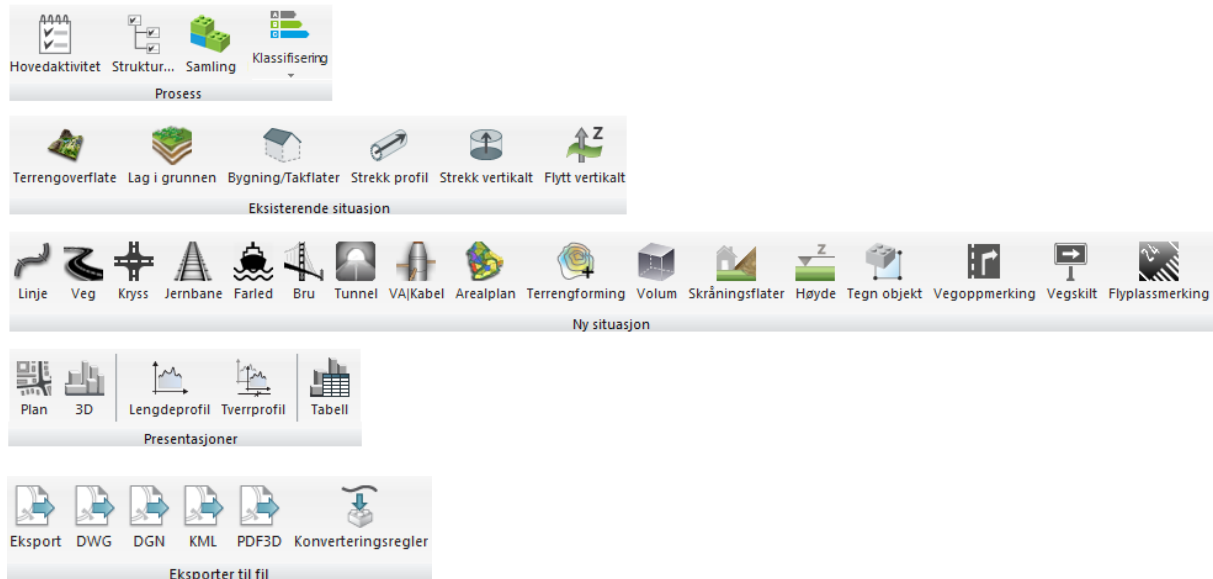 Hovedaktivitet Struktur... Samling Klassifisering
Prosess
Terrengoverflate Lag i grunnen Bygning/Takflater Strekk profil Strekk vertikalt Flytt vertikalt
Eksisterende situasjon
Linje Veg Kryss Jernbane Farled Bru Tunnel VA|Kabel Arealplan Terrengforming Volum Skråningsflater Høyde Tegn objekt Vegoppmerking Vegskilt Flyplassmerking
Ny situasjon
Plan 3D Lengdeprofil Tverrprofil Tabell
Presentasjoner
Eksport DWG DGN KML PDF3D Konverteringsregler
Eksporter til fil